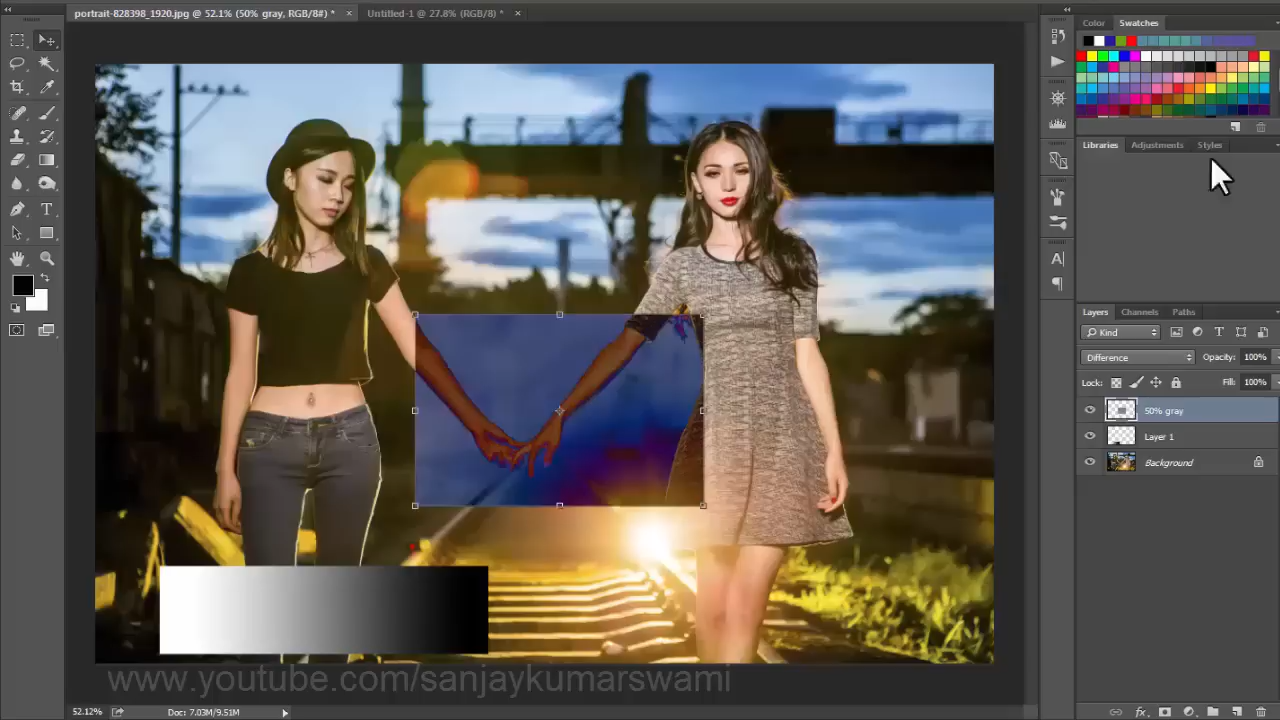 portrait-828398_1920.jpg @ 52.1% (50% gray, RGB/8#) * ×
Untitled-1 @ 27.8% (RGB/8) * ×
Color Swatches
Libraries Adjustments Styles
Layers Channels Paths
Kind
Difference Opacity: 100%
Lock: Fill: 100%
50% gray
Layer 1
Background
www.youtube.com/sanjaykumarswami
52.12% Doc: 7.03M/9.51M